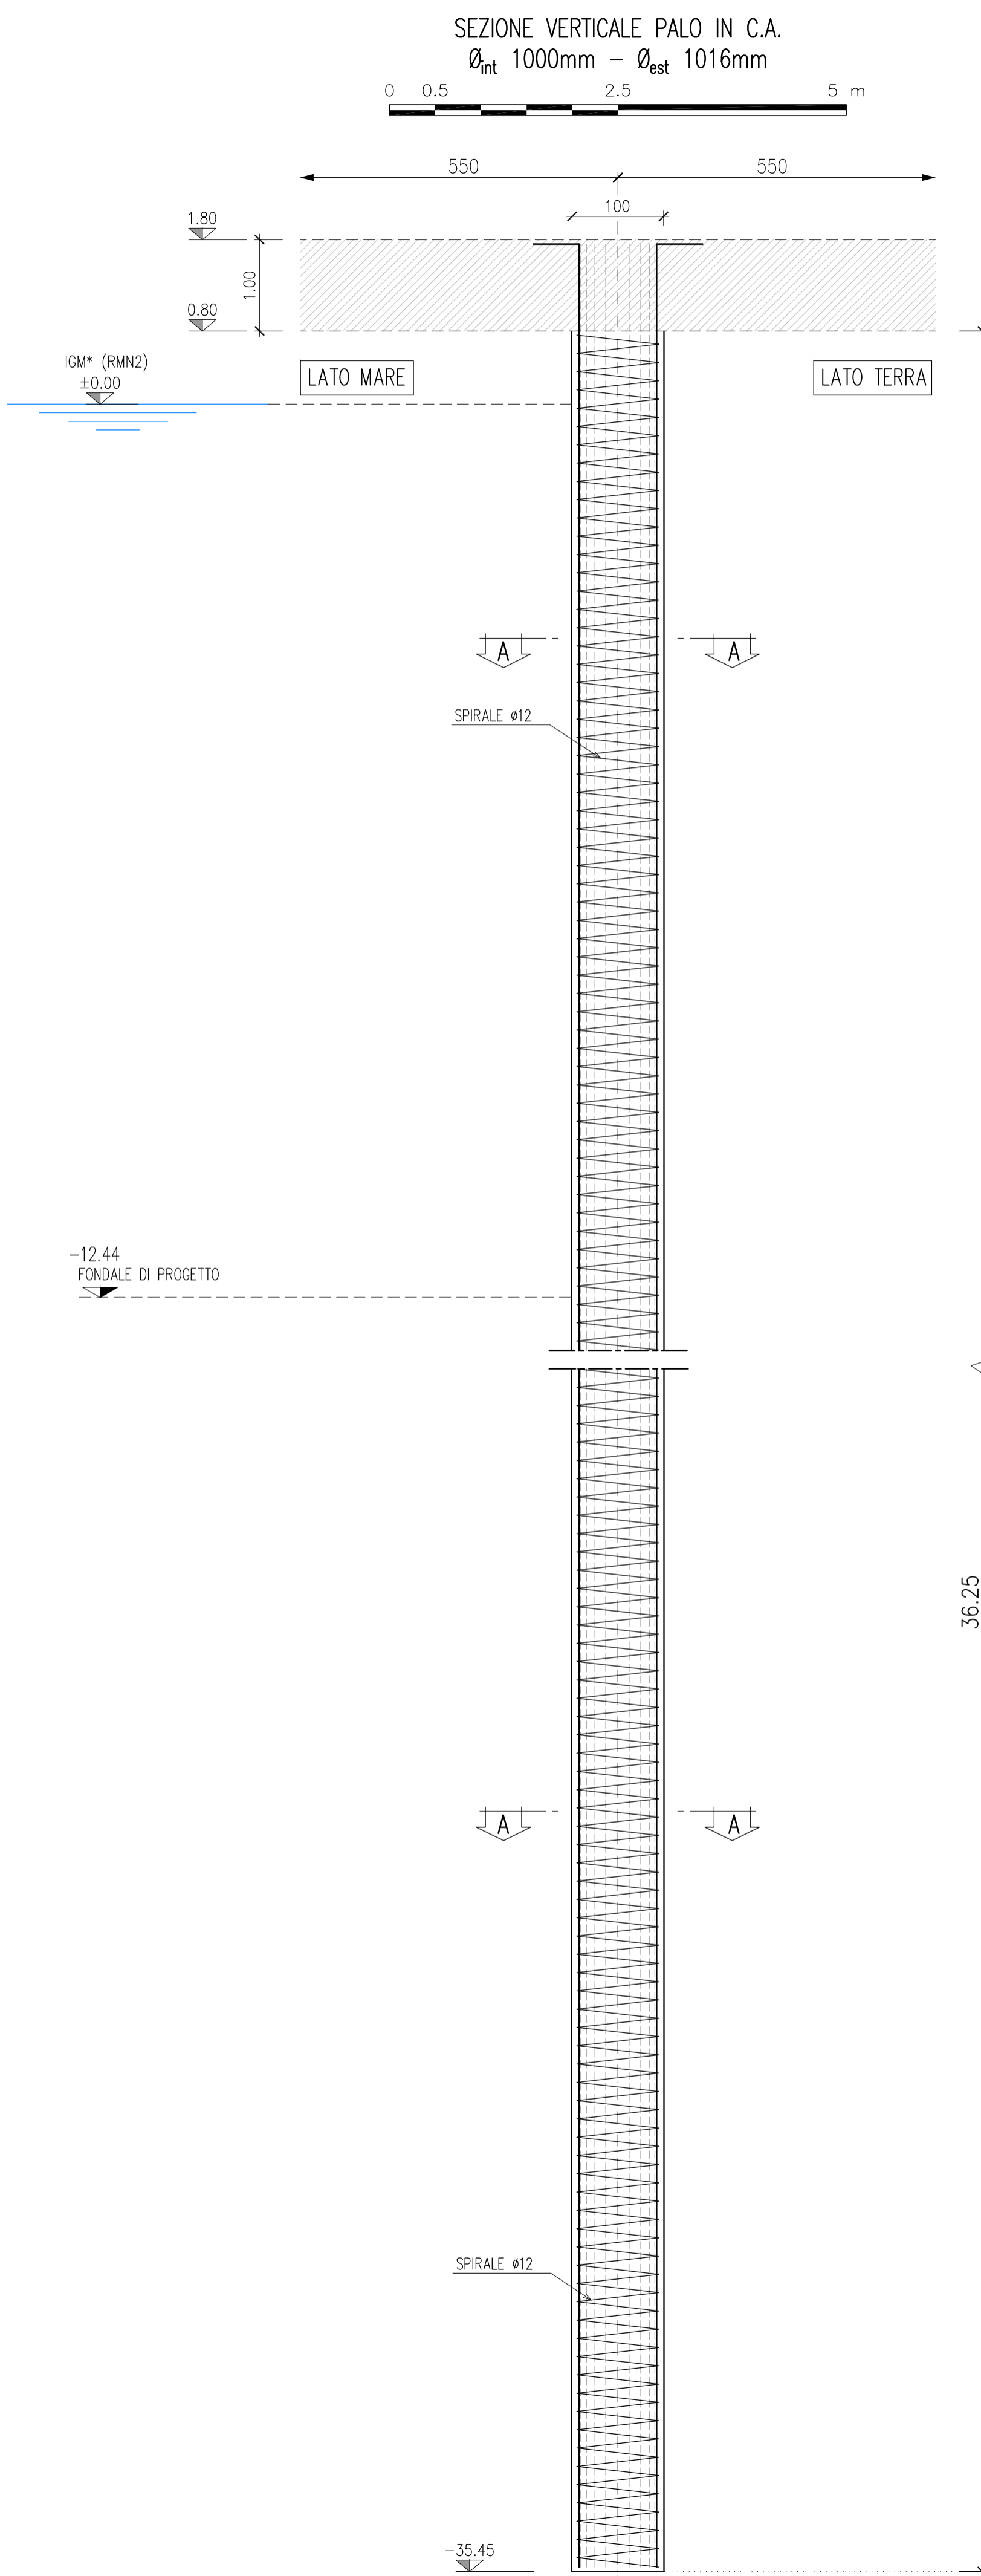 SEZIONE VERTICALE PALO IN C.A.
Øint 1000mm – Øest 1016mm
0 0.5 2.5 5 m
550 550
100
1.80
1.00
0.80
IGM* (RMN2)
±0.00
LATO MARE LATO TERRA
A A
SPIRALE ø12
-12.44
FONDALE DI PROGETTO
36.25
A A
SPIRALE ø12
-35.45